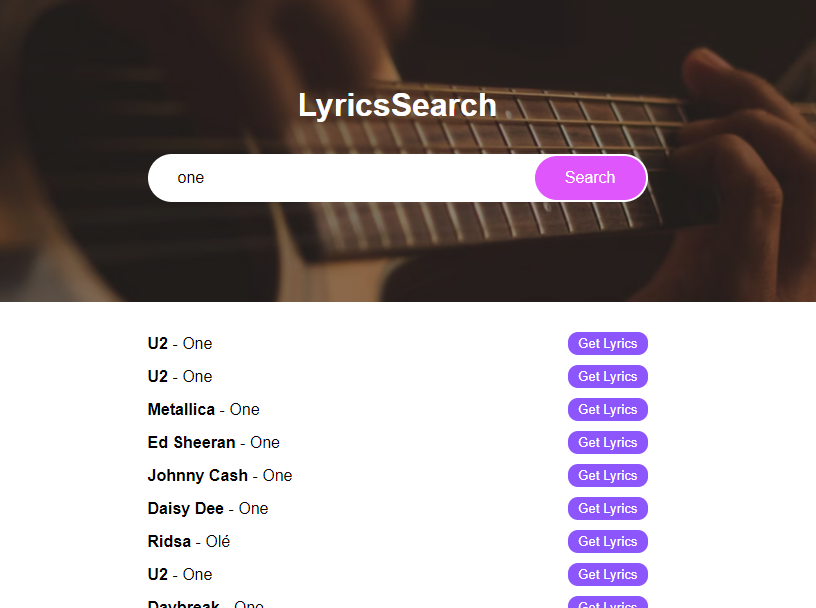 LyricsSearch
one Search
U2 - One Get Lyrics
U2 - One Get Lyrics
Metallica - One Get Lyrics
Ed Sheeran - One Get Lyrics
Johnny Cash - One Get Lyrics
Daisy Dee - One Get Lyrics
Ridsa - Olé Get Lyrics
U2 - One Get Lyrics
Daybreak - One Get Lyrics